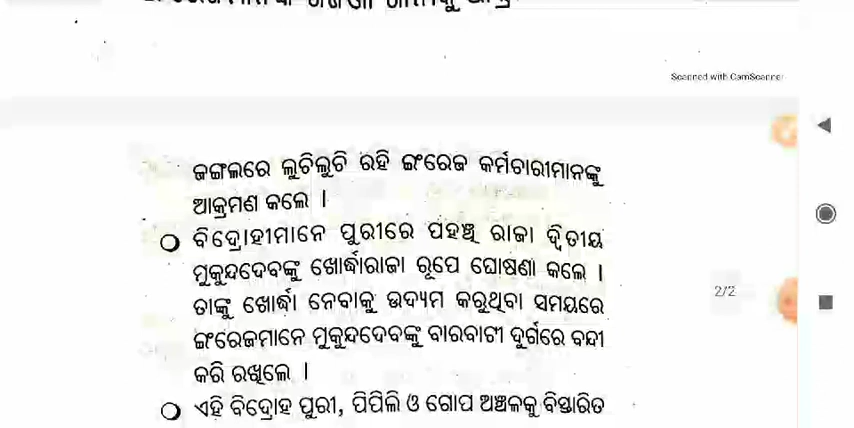 Scanned with CamScanner
ଜଙ୍ଗଲରେ ଲୁଚିଲୁଚି ରହି ଇଂରେଜ କର୍ମଚାରୀମାନଙ୍କୁ
ଆକ୍ରମଣ କଲେ ।
ବିଦ୍ରୋହୀମାନେ ପୁରୀରେ ପହଞ୍ଚି ରାଜା ଦ୍ୱିତୀୟ
ମୁକୁନ୍ଦଦେବଙ୍କୁ ଖୋର୍ଦ୍ଧାରାଜା ରୂପେ ଘୋଷଣା କଲେ ।
ତାଙ୍କୁ ଖୋର୍ଦ୍ଧା ନେବାକୁ ଉଦ୍ୟମ କରୁଥିବା ସମୟରେ
ଇଂରେଜମାନେ ମୁକୁନ୍ଦଦେବଙ୍କୁ ବାରବାଟୀ ଦୁର୍ଗରେ ବନ୍ଦୀ
କରି ରଖିଲେ ।
ଏହି ବିଦ୍ରୋହ ପୁରୀ, ପିପିଲି ଓ ଗୋପ ଅଞ୍ଚଳକୁ ବିସ୍ତାରିତ
2/2